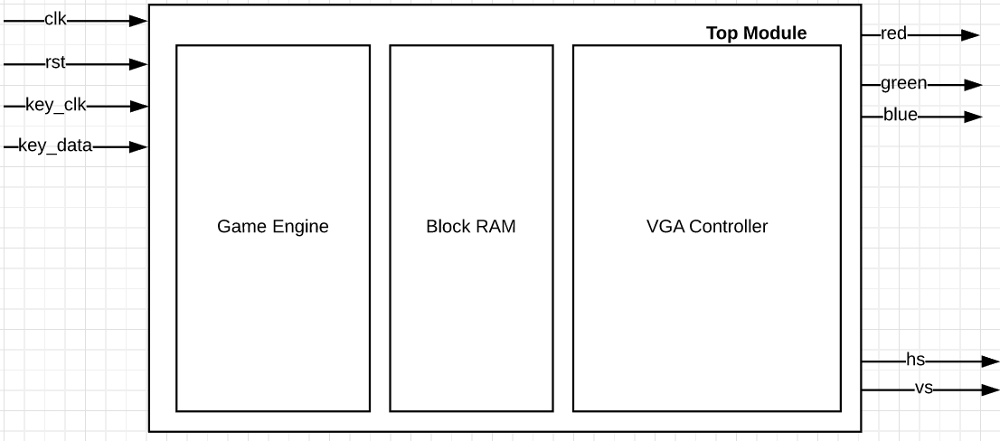 clk
rst
key_clk
key_data
Top Module
Game Engine
Block RAM
VGA Controller
red
green
blue
hs
vs